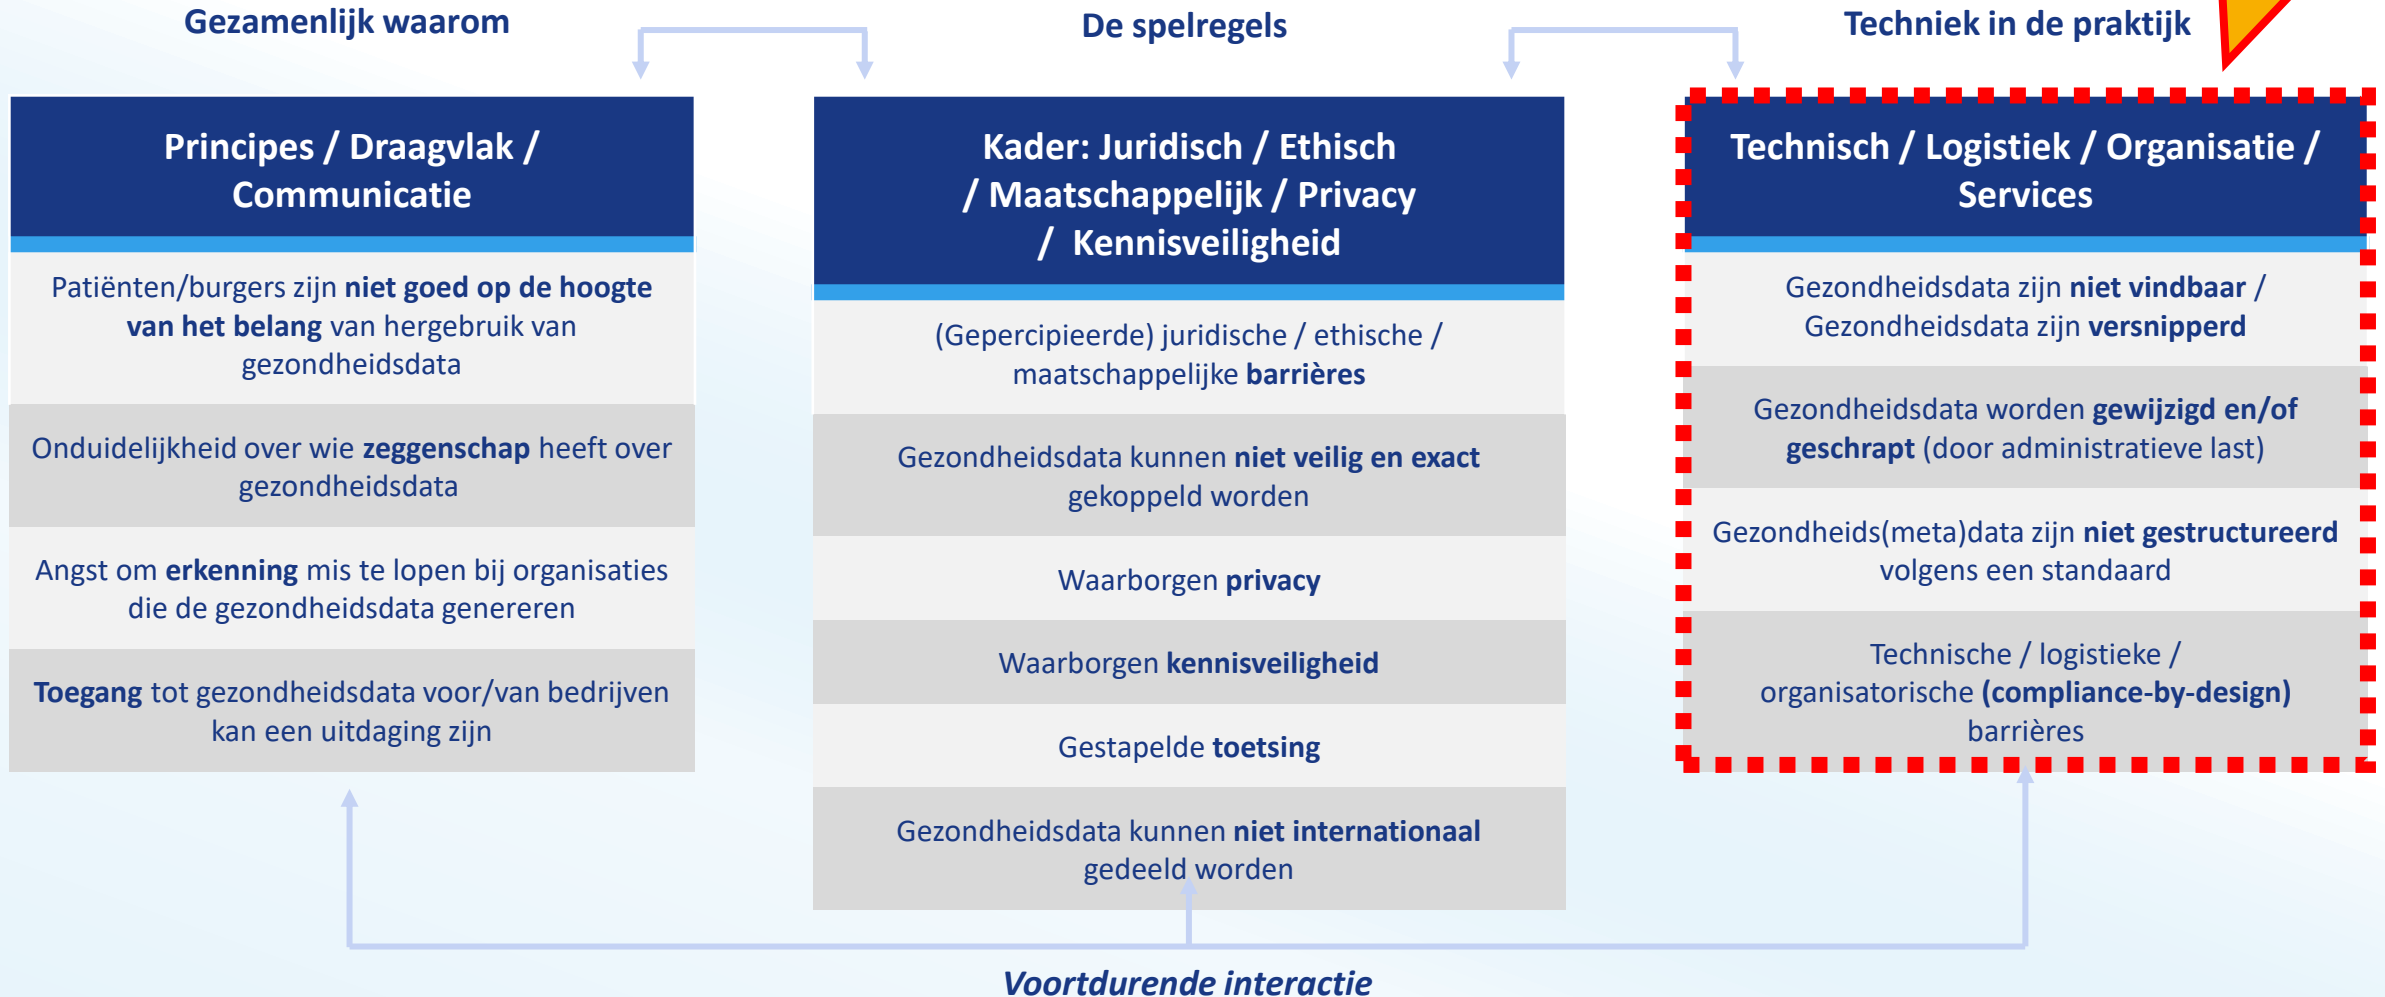 Gezamenlijk waarom
De spelregels
Techniek in de praktijk
Principes / Draagvlak /
Communicatie
Patiënten/burgers zijn niet goed op de hoogte
van het belang van hergebruik van
gezondheidsdata
Onduidelijkheid over wie zeggenschap heeft over
gezondheidsdata
Angst om erkenning mis te lopen bij organisaties
die de gezondheidsdata genereren
Toegang tot gezondheidsdata voor/van bedrijven
kan een uitdaging zijn
Kader: Juridisch / Ethisch
/ Maatschappelijk / Privacy
/ Kennisveiligheid
(Gepercipieerde) juridische / ethische /
maatschappelijke barrières
Gezondheidsdata kunnen niet veilig en exact
gekoppeld worden
Waarborgen privacy
Waarborgen kennisveiligheid
Gestapelde toetsing
Gezondheidsdata kunnen niet internationaal
gedeeld worden
Technisch / Logistiek / Organisatie /
Services
Gezondheidsdata zijn niet vindbaar /
Gezondheidsdata zijn versnipperd
Gezondheidsdata worden gewijzigd en/of
geschrapt (door administratieve last)
Gezondheids(meta)data zijn niet gestructureerd
volgens een standaard
Technische / logistieke /
organisatorische (compliance-by-design)
barrières
Voortdurende interactie